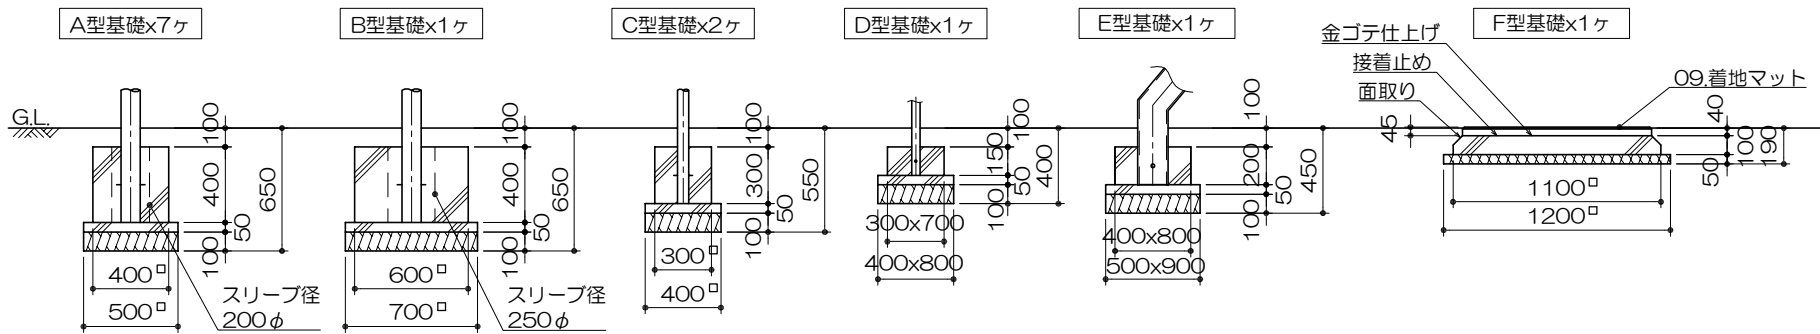 A型基礎x7ヶ
B型基礎x1ヶ
C型基礎x2ヶ
D型基礎x1ヶ
E型基礎x1ヶ
F型基礎x1ヶ
G.L.
100
400
50
100
650
400□
500□
スリーブ径
200φ
100
400
50
100
650
600□
700□
スリーブ径
250φ
100
300
50
100
550
300□
400□
100
150
50
100
400
300x700
400x800
100
200
50
100
450
400x800
500x900
金ゴテ仕上げ
接着止め
面取り
09.着地マット
45
40
100
50
190
1100□
1200□